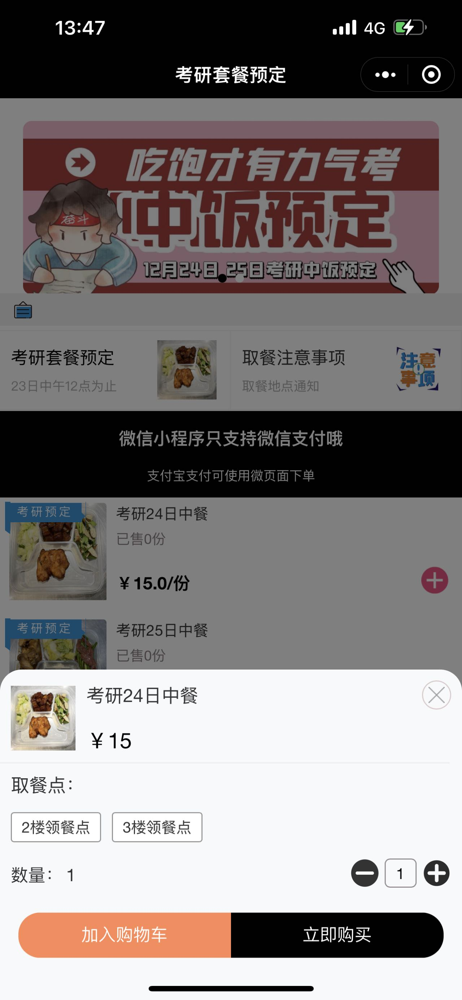 13:47
4G
考研套餐预定
吃饱才有力气考
奋斗
中饭预定
12月24日 25日考研中饭预定
考研套餐预定
23日中午12点为止
取餐注意事项
取餐地点通知
注意
事项
微信小程序只支持微信支付哦
支付宝支付可使用微页面下单
考研预定
考研24日中餐
已售0份
¥ 15.0/份
考研预定
考研25日中餐
已售0份
考研24日中餐
¥ 15
取餐点:
2楼领餐点
3楼领餐点
数量: 1
1
加入购物车
立即购买